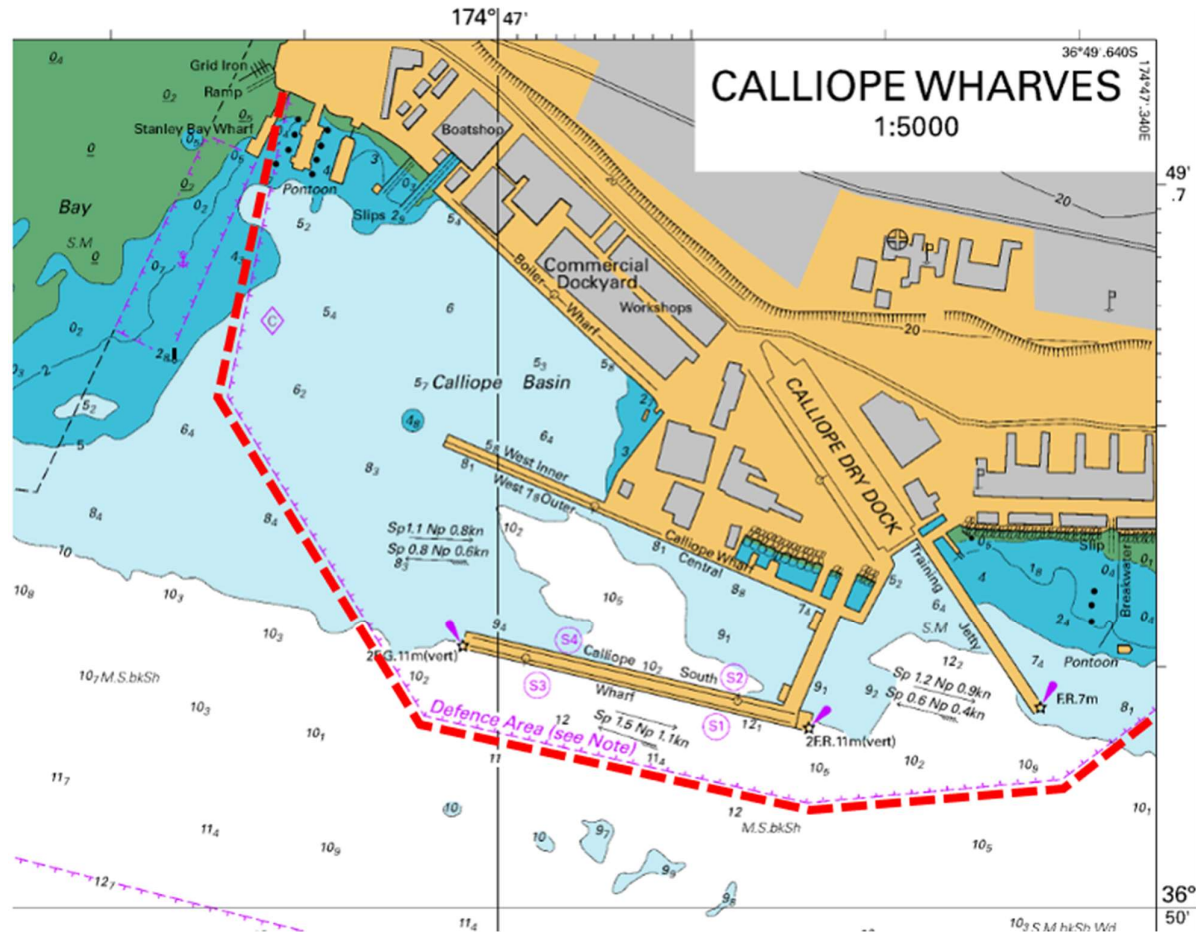 174° 47'
36°49'.640S
174°47'.340E
CALLIOPE WHARVES
1:5000
49'
.7
Grid Iron
Ramp
Stanley Bay Wharf
Boatshop
Pontoon
Slips
Bay
S.M
20
20
20
Boiler Wharf
Commercial
Dockyard
Workshops
C
Calliope Basin
CALLIOPE DRY DOCK
West Inner
West Outer
Sp1.1 Np 0.8kn
Sp 0.8 Np 0.6kn
Calliope Wharf
Central
Training Jetty
Slip
Breakwater
Pontoon
S.M
2F.G.11m(vert)
S4
S3
S2
S1
Calliope South
Wharf
Sp 1.5 Np 1.1kn
Sp 1.2 Np 0.9kn
Sp 0.6 Np 0.4kn
F.R.7m
2F.R.11m(vert)
M.S.bkSh
Defence Area (see Note)
M.S.bkSh
36°
50'
S.M.bkSh.Wd